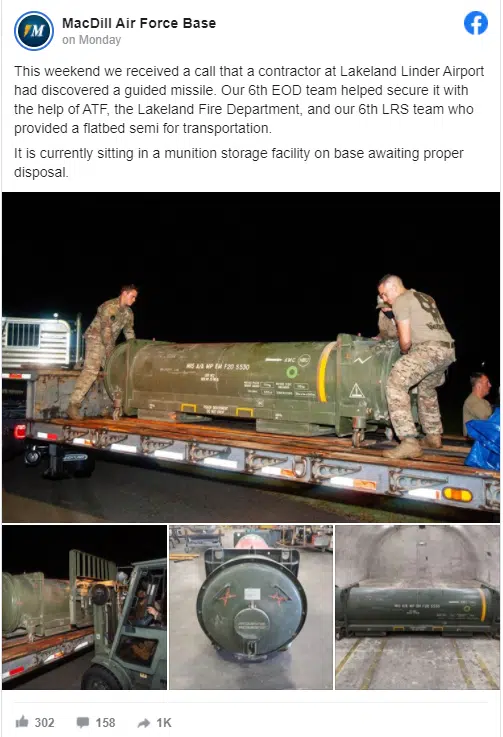 MacDill Air Force Base
on Monday
This weekend we received a call that a contractor at Lakeland Linder Airport
had discovered a guided missile. Our 6th EOD team helped secure it with
the help of ATF, the Lakeland Fire Department, and our 6th LRS team who
provided a flatbed semi for transportation.
It is currently sitting in a munition storage facility on base awaiting proper
disposal.
302
158
1K